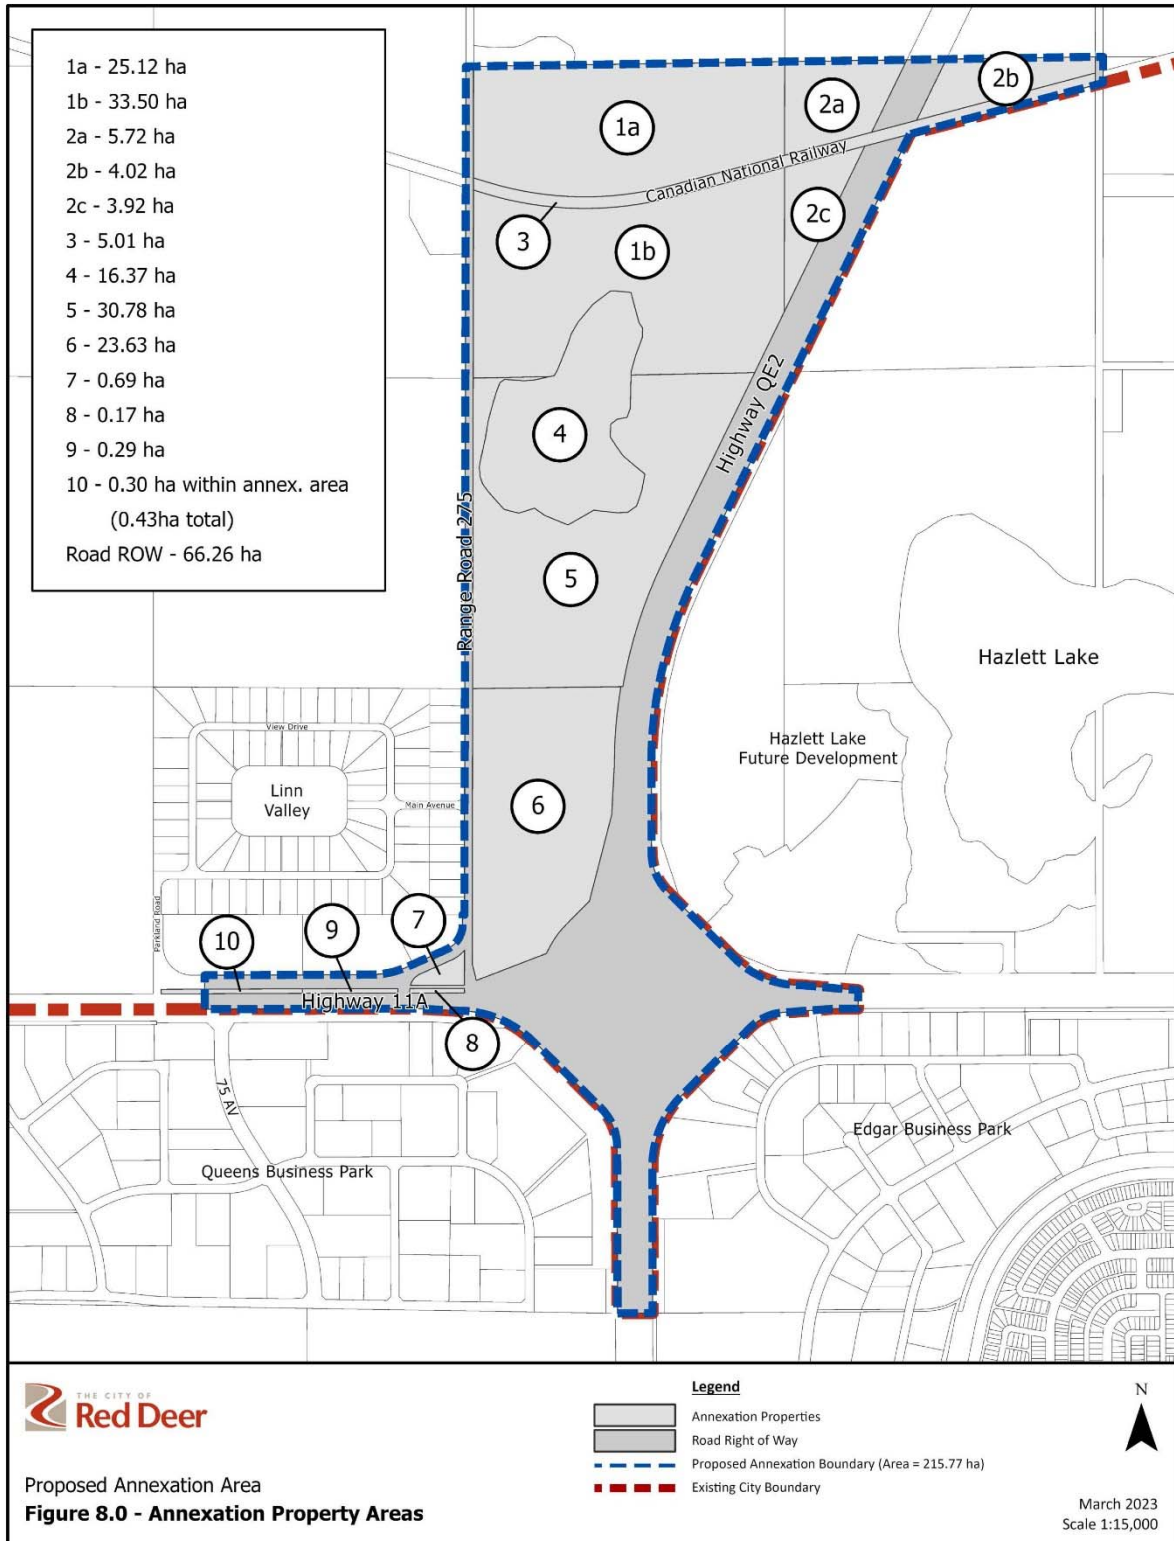 1a - 25.12 ha
1b - 33.50 ha
2a - 5.72 ha
2b - 4.02 ha
2c - 3.92 ha
3 - 5.01 ha
4 - 16.37 ha
5 - 30.78 ha
6 - 23.63 ha
7 - 0.69 ha
8 - 0.17 ha
9 - 0.29 ha
10 - 0.30 ha within annex. area
(0.43ha total)
Road ROW - 66.26 ha
2b
2a
1a
Canadian National Railway
2c
3
1b
Highway QE2
4
Range Road 275
5
Hazlett Lake
View Drive
Hazlett Lake
Future Development
Linn
Valley
Main Avenue
6
Parkland Road
7
9
10
Highway 11A
8
75 AV
Edgar Business Park
Queens Business Park
THE CITY OF
Red Deer
Proposed Annexation Area
Figure 8.0 - Annexation Property Areas
Legend
Annexation Properties
Road Right of Way
Proposed Annexation Boundary (Area = 215.77 ha)
Existing City Boundary
N
March 2023
Scale 1:15,000